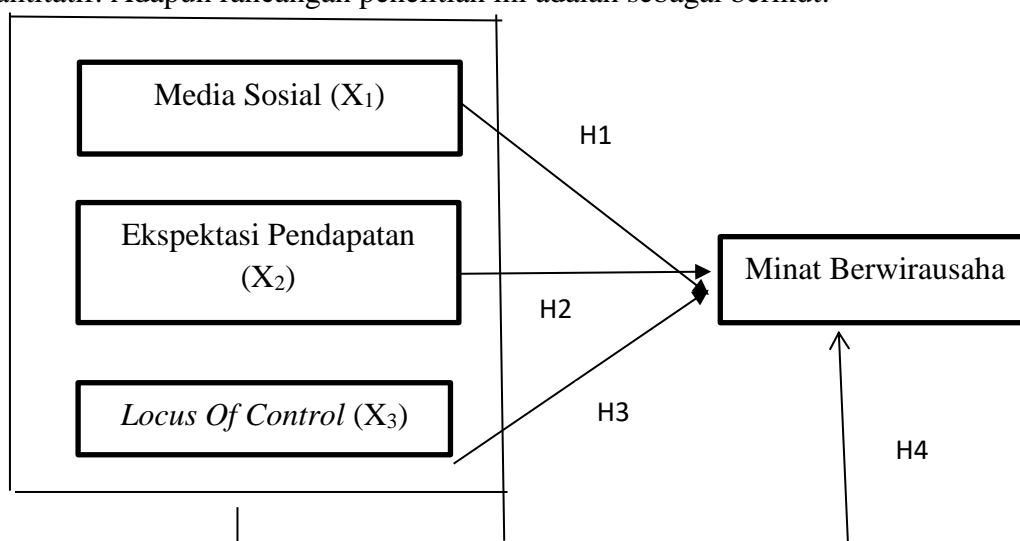 Adapun rancangan penelitian ini adalah sebagai berikut.
Media Sosial (X₁)
H1
Ekspektasi Pendapatan
(X₂)
Minat Berwirausaha
H2
Locus Of Control (X₃)
H3
H4